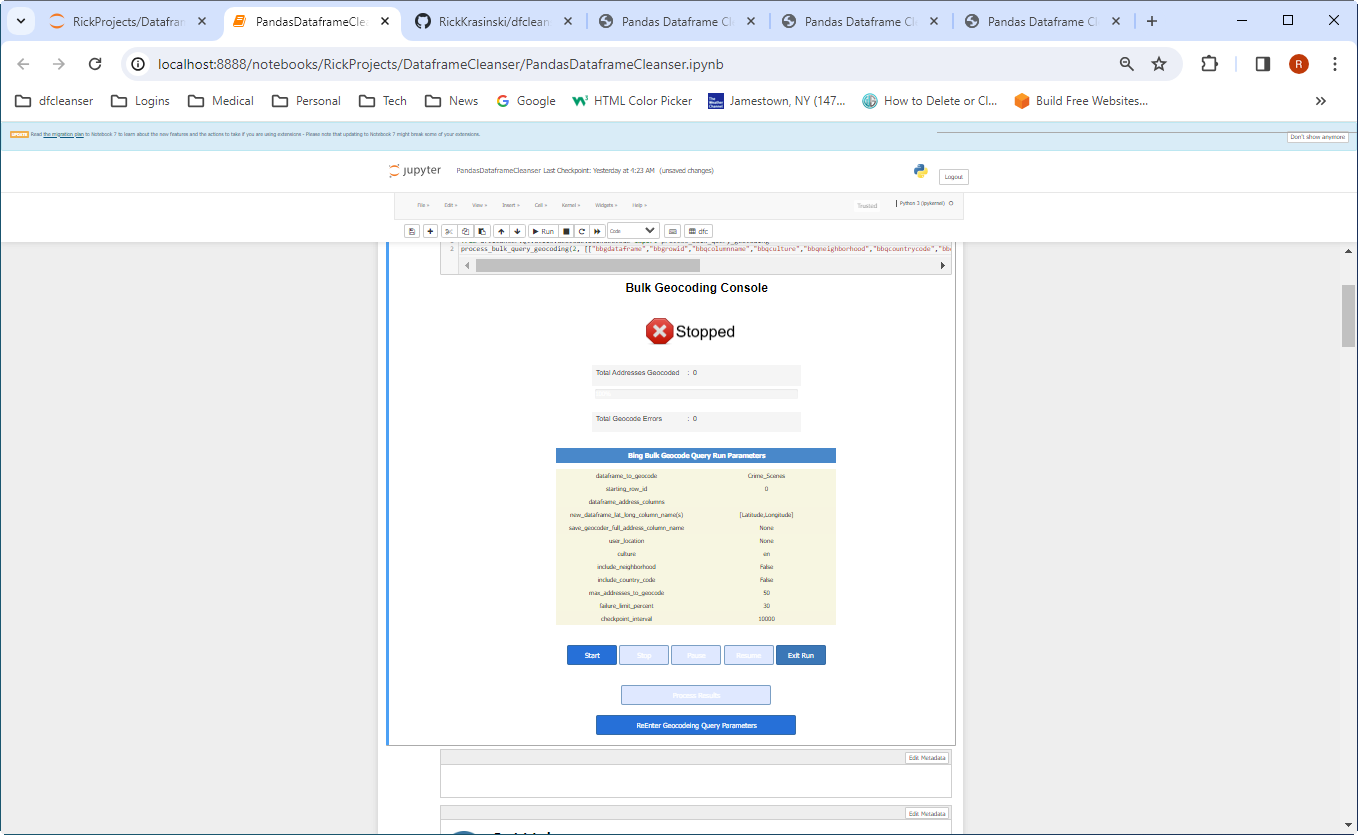 RickProjects/Datafra
PandasDataframeCle
RickKrasinski/dfclean
Pandas Dataframe Cl
Pandas Dataframe Cl
Pandas Dataframe C
localhost:8888/notebooks/RickProjects/DataframeCleanser/PandasDataframeCleanser.ipynb
R
dfcleanser
Logins
Medical
Personal
Tech
News
Google
HTML Color Picker
Jamestown, NY (147...
How to Delete or Cl...
Build Free Websites...
UPDATE Read the migration plan to Notebook 7 to learn about the new features and the actions to take if you are using extensions - Please note that updating to Notebook 7 might break some of your extensions.
Don't show anymore
jupyter PandasDataframeCleanser Last Checkpoint: Yesterday at 4:23 AM (unsaved changes)
Logout
File Edit View Insert Cell Kernel Widgets Help
Trusted
Python 3 (ipykernel)
Run Code dfc
2 process_bulk_query_geocoding(2, [["bbgdataframe","bbgrowid","bbqcolumnname","bbqculture","bbqneighborhood","bbqcountrycode","bb
Bulk Geocoding Console
Stopped
Total Addresses Geocoded : 0
Total Geocode Errors : 0
Bing Bulk Geocode Query Run Parameters
dataframe_to_geocode Crime_Scenes
starting_row_id 0
dataframe_address_columns
new_dataframe_lat_long_column_name(s) [Latitude,Longitude]
save_geocoder_full_address_column_name None
user_location None
culture en
include_neighborhood False
include_country_code False
max_addresses_to_geocode 50
failure_limit_percent 30
checkpoint_interval 10000
Start Stop Pause Resume Exit Run
Process Results
ReEnter Geocodeing Query Parameters
Edit Metadata
Edit Metadata